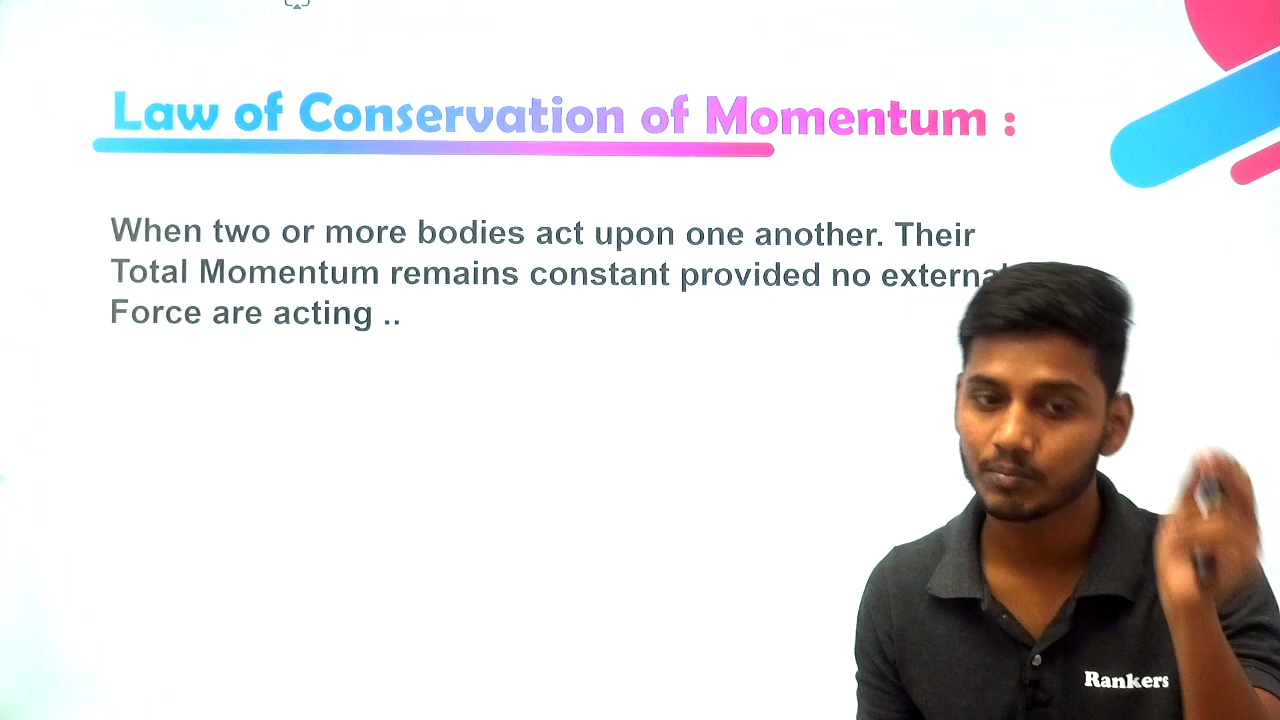 Law of Conservation of Momentum :
When two or more bodies act upon one another. Their
Total Momentum remains constant provided no external
Force are acting ..
Rankers